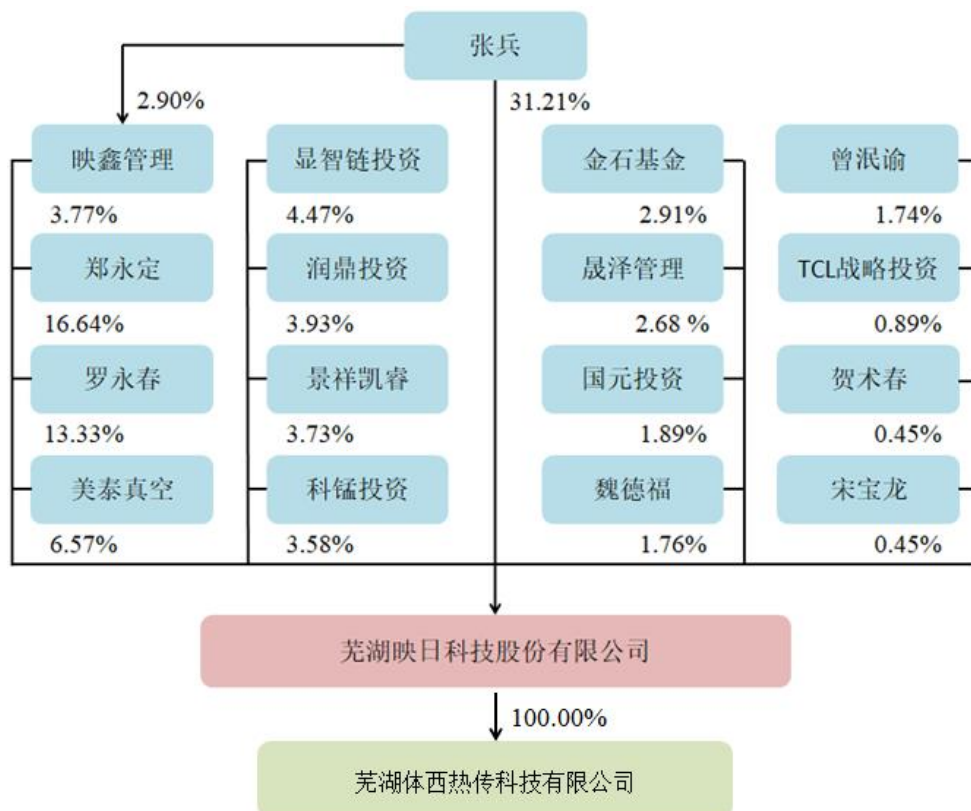 张兵
2.90%
31.21%
映鑫管理
显智链投资
金石基金
曾泯谕
3.77%
4.47%
2.91%
1.74%
郑永定
润鼎投资
晟泽管理
TCL战略投资
16.64%
3.93%
2.68 %
0.89%
罗永春
景祥凯睿
国元投资
贺术春
13.33%
3.73%
1.89%
0.45%
美泰真空
科锰投资
魏德福
宋宝龙
6.57%
3.58%
1.76%
0.45%
芜湖映日科技股份有限公司
100.00%
芜湖体西热传科技有限公司